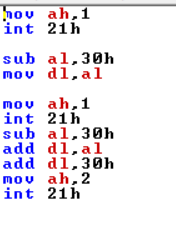 mov ah,1
int 21h
sub al,30h
mov dl,al
mov ah,1
int 21h
sub al,30h
add dl,al
add dl,30h
mov ah,2
int 21h